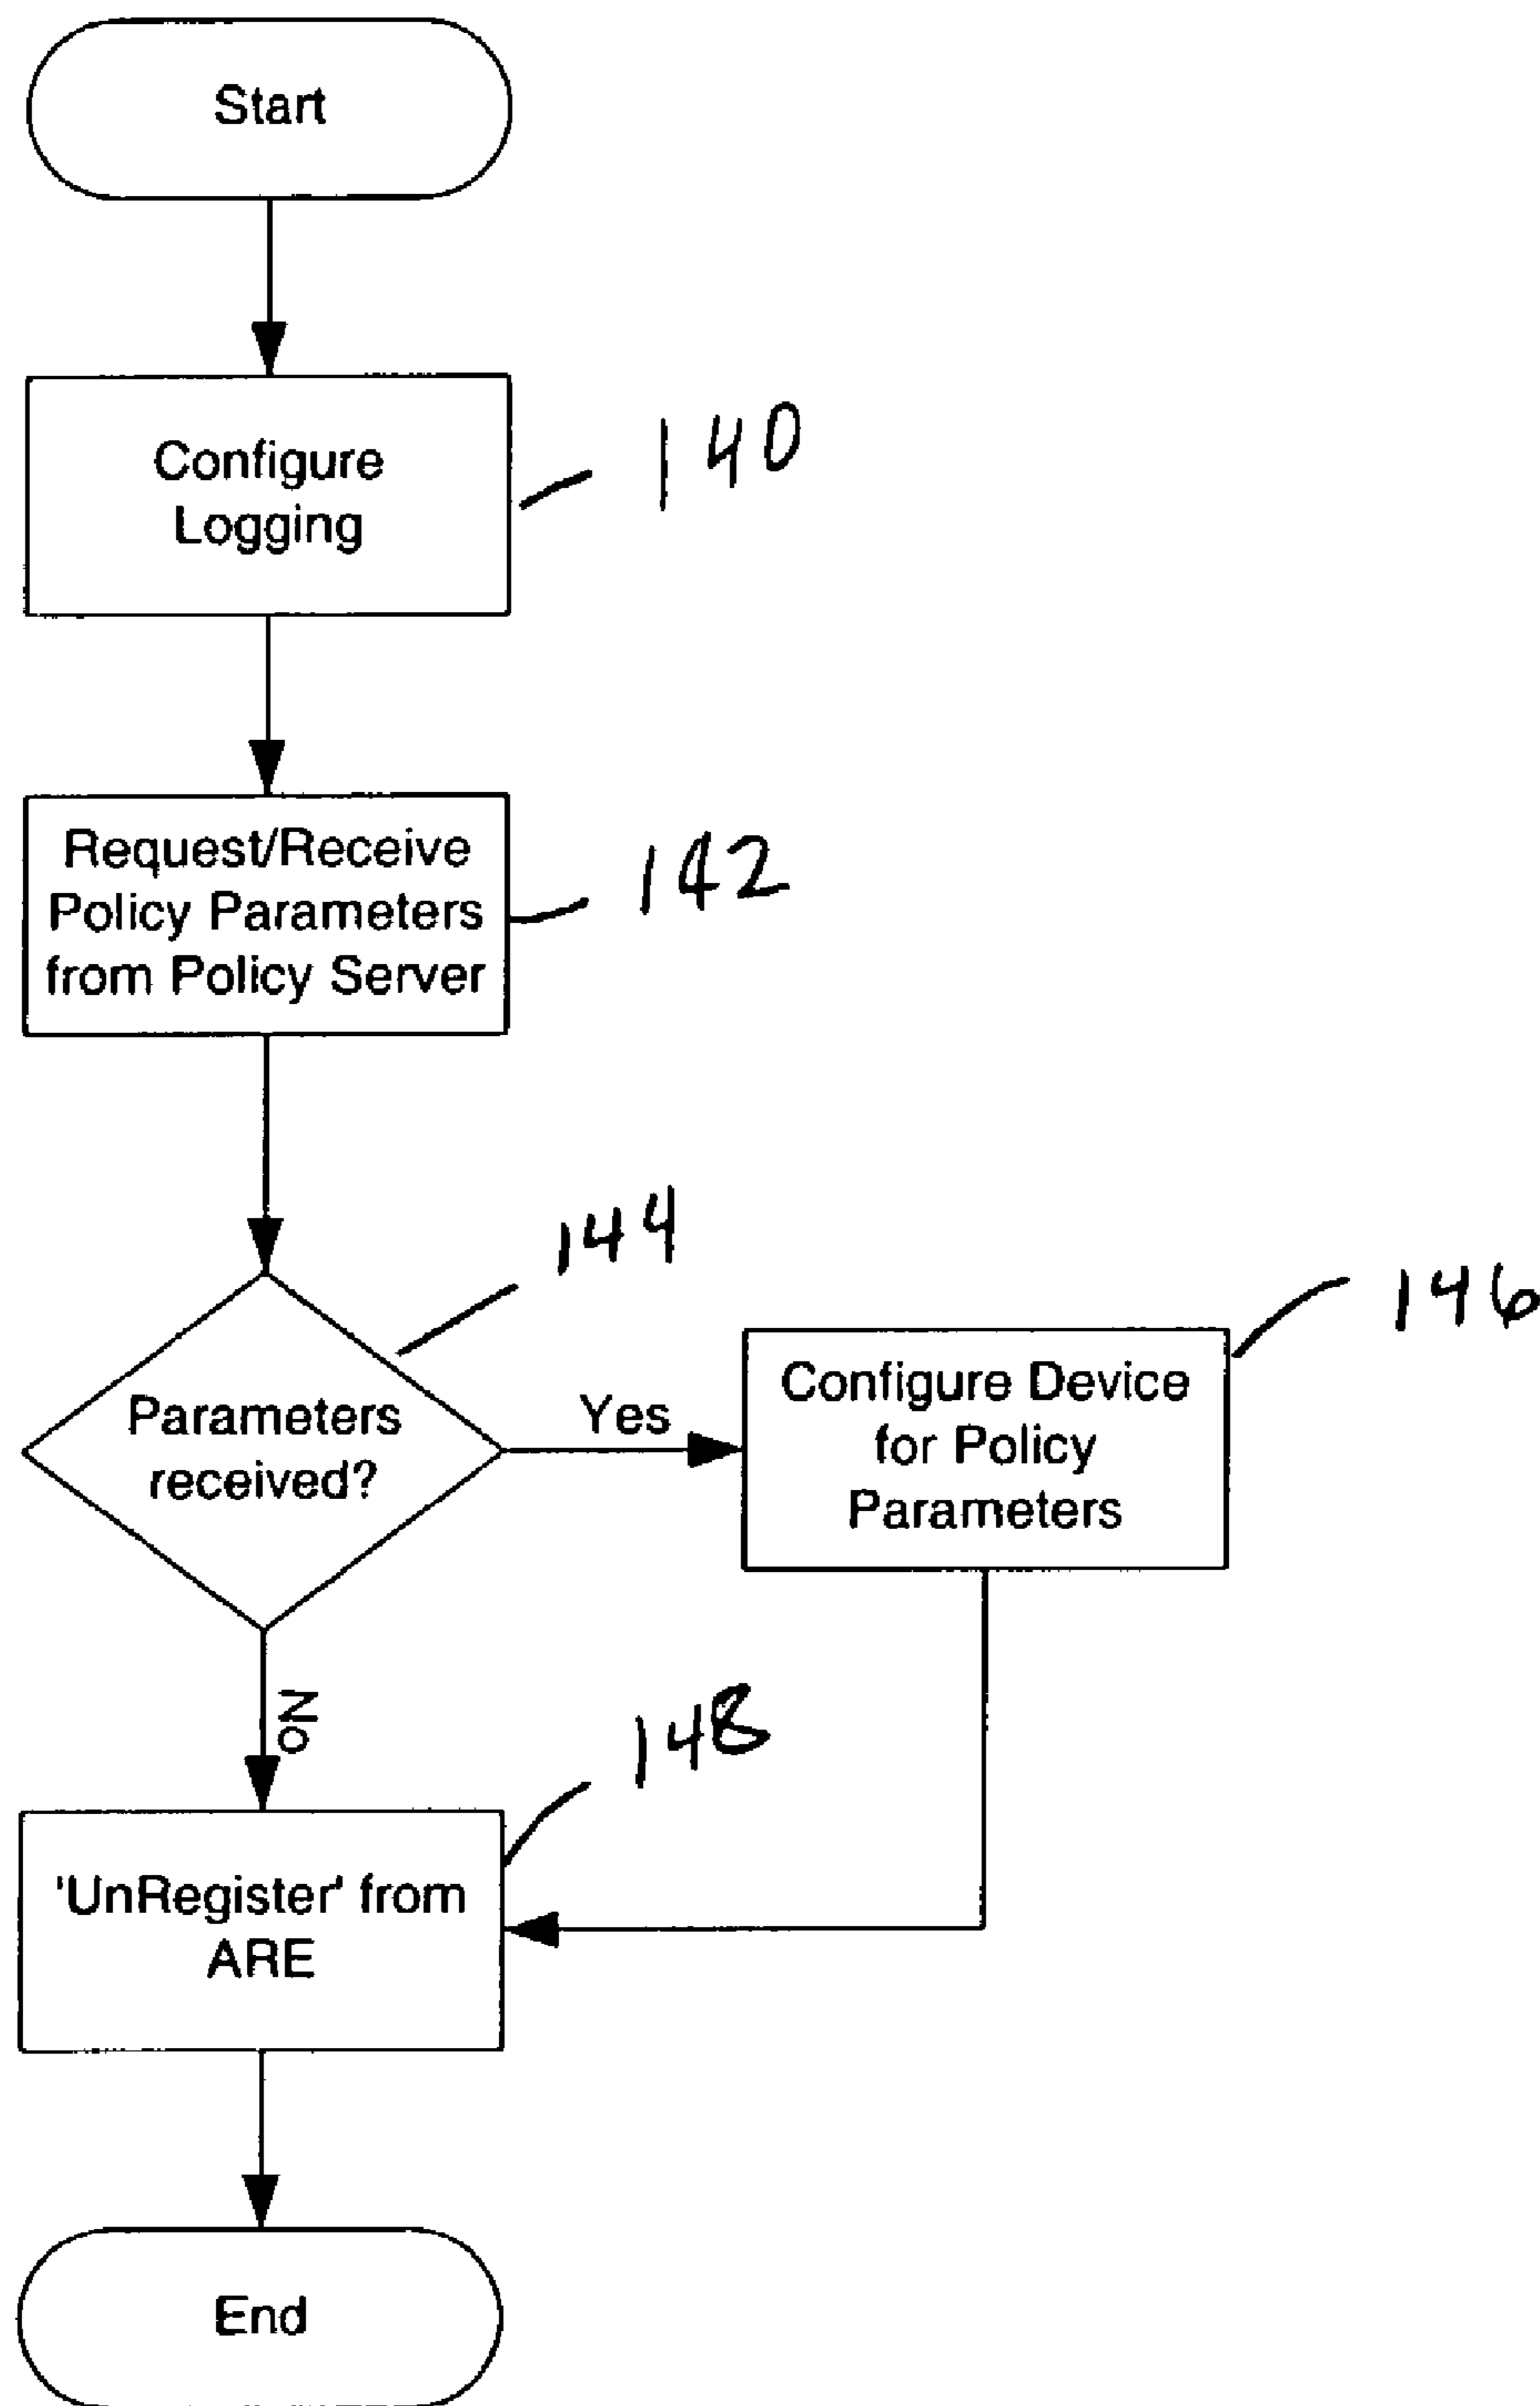 Start
Configure
Logging
140
Request/Receive
Policy Parameters
from Policy Server
142
144
Parameters
received?
Yes
Configure Device
for Policy
Parameters
146
No
148
'UnRegister' from
ARE
End